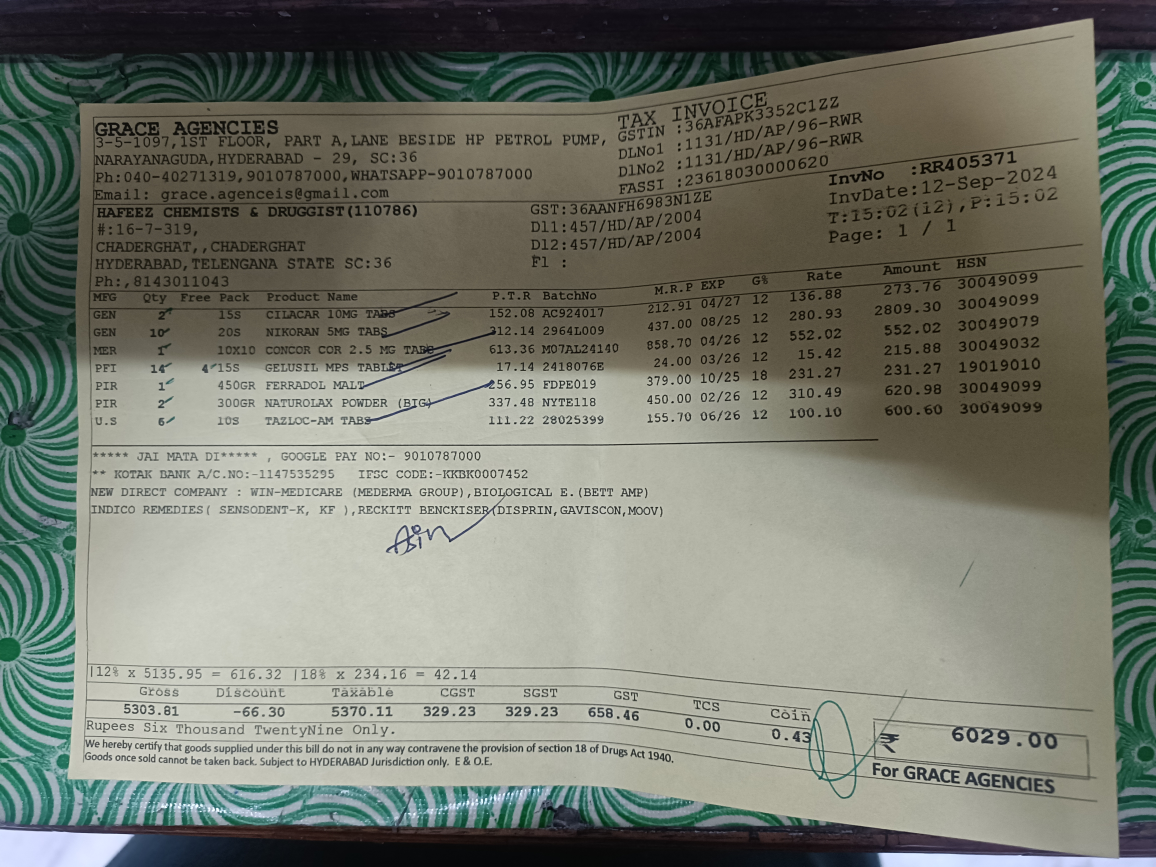 GRACE AGENCIES
3-5-1097,1ST FLOOR, PART A,LANE BESIDE HP PETROL PUMP,
NARAYANAGUDA,HYDERABAD - 29, SC:36
Ph:040-40271319,9010787000,WHATSAPP-9010787000
Email: grace.agenceis@gmail.com
TAX INVOICE
GSTIN :36AFAPK3352C1ZZ
DLNo1 :1131/HD/AP/96-RWR
DlNo2 :1131/HD/AP/96-RWR
FASSI :23618030000620
HAFEEZ CHEMISTS & DRUGGIST(110786)
#:16-7-319,
CHADERGHAT,,CHADERGHAT
HYDERABAD,TELENGANA STATE SC:36
Ph:,8143011043
GST:36AANFH6983N1ZE
Dl1:457/HD/AP/2004
Dl2:457/HD/AP/2004
Fl :
InvNo :RR405371
InvDate:12-Sep-2024
T:15:02(12),P:15:02
Page: 1 / 1
MFG Qty Free Pack Product Name P.T.R BatchNo M.R.P EXP G% Rate Amount HSN
GEN 2 15S CILACAR 10MG TABS 152.08 AC924017 212.91 04/27 12 136.88 273.76 30049099
GEN 10 20S NIKORAN 5MG TABS 312.14 2964L009 437.00 08/25 12 280.93 2809.30 30049099
MER 1 10X10 CONCOR COR 2.5 MG TABS 613.36 M07AL24140 858.70 04/26 12 552.02 552.02 30049079
PFI 14 4 15S GELUSIL MPS TABLET 17.14 2418076E 24.00 03/26 12 15.42 215.88 30049032
PIR 1 450GR FERRADOL MALT 256.95 FDPE019 379.00 10/25 18 231.27 231.27 19019010
PIR 2 300GR NATUROLAX POWDER (BIG) 337.48 NYTE118 450.00 02/26 12 310.49 620.98 30049099
U.S 6 10S TAZLOC-AM TABS 111.22 28025399 155.70 06/26 12 100.10 600.60 30049099
***** JAI MATA DI***** , GOOGLE PAY NO:- 9010787000
** KOTAK BANK A/C.NO:-1147535295 IFSC CODE:-KKBK0007452
NEW DIRECT COMPANY : WIN-MEDICARE (MEDERMA GROUP),BIOLOGICAL E.(BETT AMP)
INDICO REMEDIES( SENSODENT-K, KF ),RECKITT BENCKISER(DISPRIN,GAVISCON,MOOV)
|12% x 5135.95 = 616.32 |18% x 234.16 = 42.14
Gross Discount Taxable CGST SGST GST TCS Coin
5303.81 -66.30 5370.11 329.23 329.23 658.46 0.00 0.43
₹ 6029.00
Rupees Six Thousand TwentyNine Only.
We hereby certify that goods supplied under this bill do not in any way contravene the provision of section 18 of Drugs Act 1940.
Goods once sold cannot be taken back. Subject to HYDERABAD Jurisdiction only. E & O.E.
For GRACE AGENCIES